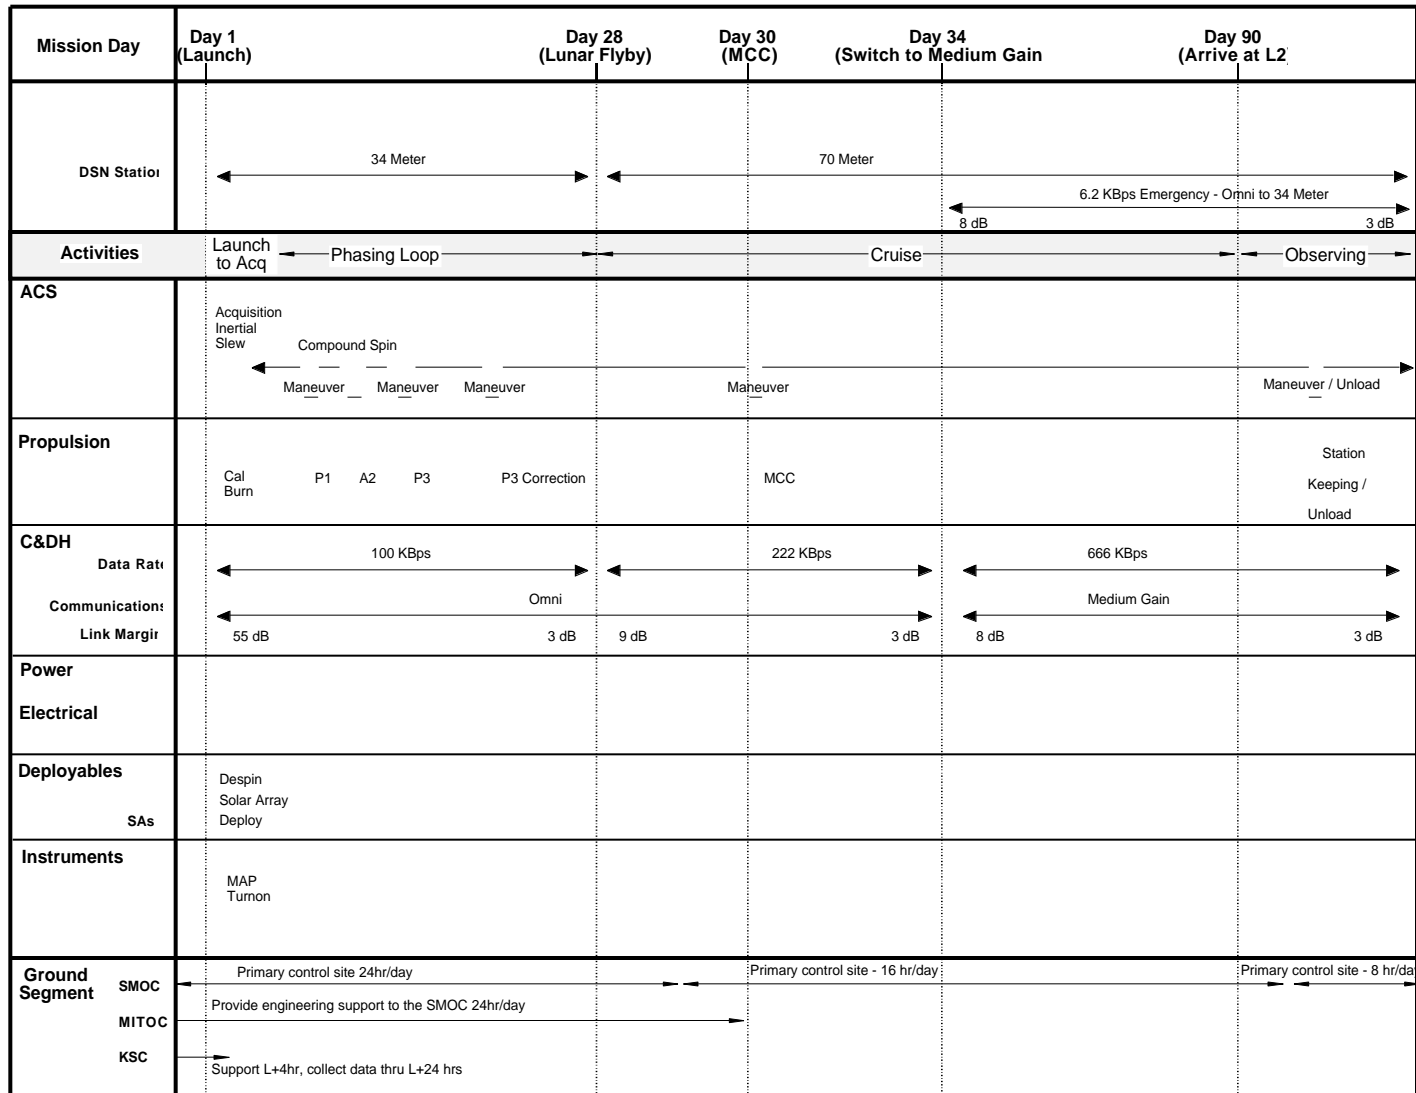 Mission Day
Day 1
(Launch)
Day 28
(Lunar Flyby)
Day 30
(MCC)
Day 34
(Switch to Medium Gain
Day 90
(Arrive at L2
DSN Station
34 Meter
70 Meter
6.2 KBps Emergency - Omni to 34 Meter
8 dB
3 dB
Activities
Launch
to Acq
Phasing Loop
Cruise
Observing
ACS
Acquisition
Inertial
Slew
Compound Spin
Maneuver
Maneuver
Maneuver
Maneuver
Maneuver / Unload
Propulsion
Cal
Burn
P1
A2
P3
P3 Correction
MCC
Station
Keeping /
Unload
C&DH
Data Rate
100 KBps
222 KBps
666 KBps
Communications
Omni
Medium Gain
Link Margin
55 dB
3 dB
9 dB
3 dB
8 dB
3 dB
Power
Electrical
Deployables
SAs
Despin
Solar Array
Deploy
Instruments
MAP
Turnon
Ground
Segment
SMOC
Primary control site 24hr/day
Primary control site - 16 hr/day
Primary control site - 8 hr/day
MITOC
Provide engineering support to the SMOC 24hr/day
KSC
Support L+4hr, collect data thru L+24 hrs